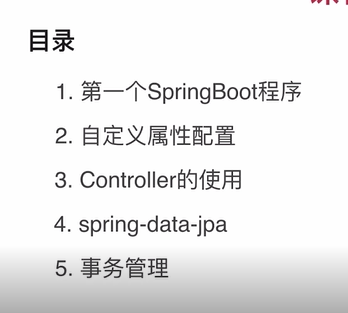 目录
1. 第一个SpringBoot程序
2. 自定义属性配置
3. Controller的使用
4. spring-data-jpa
5. 事务管理